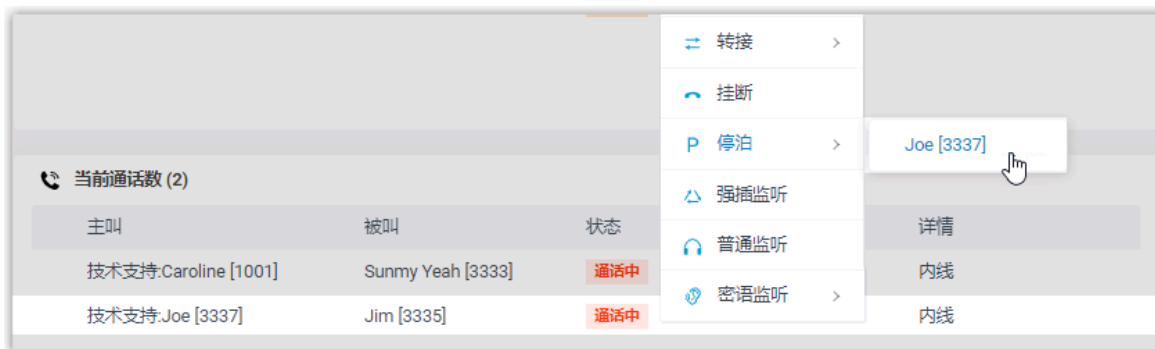 转接
挂断
P 停泊
Joe [3337]
强插监听
普通监听
密语监听
当前通话数 (2)
主叫 被叫 状态 详情
技术支持:Caroline [1001] Sunmy Yeah [3333] 通话中 内线
技术支持:Joe [3337] Jim [3335] 通话中 内线